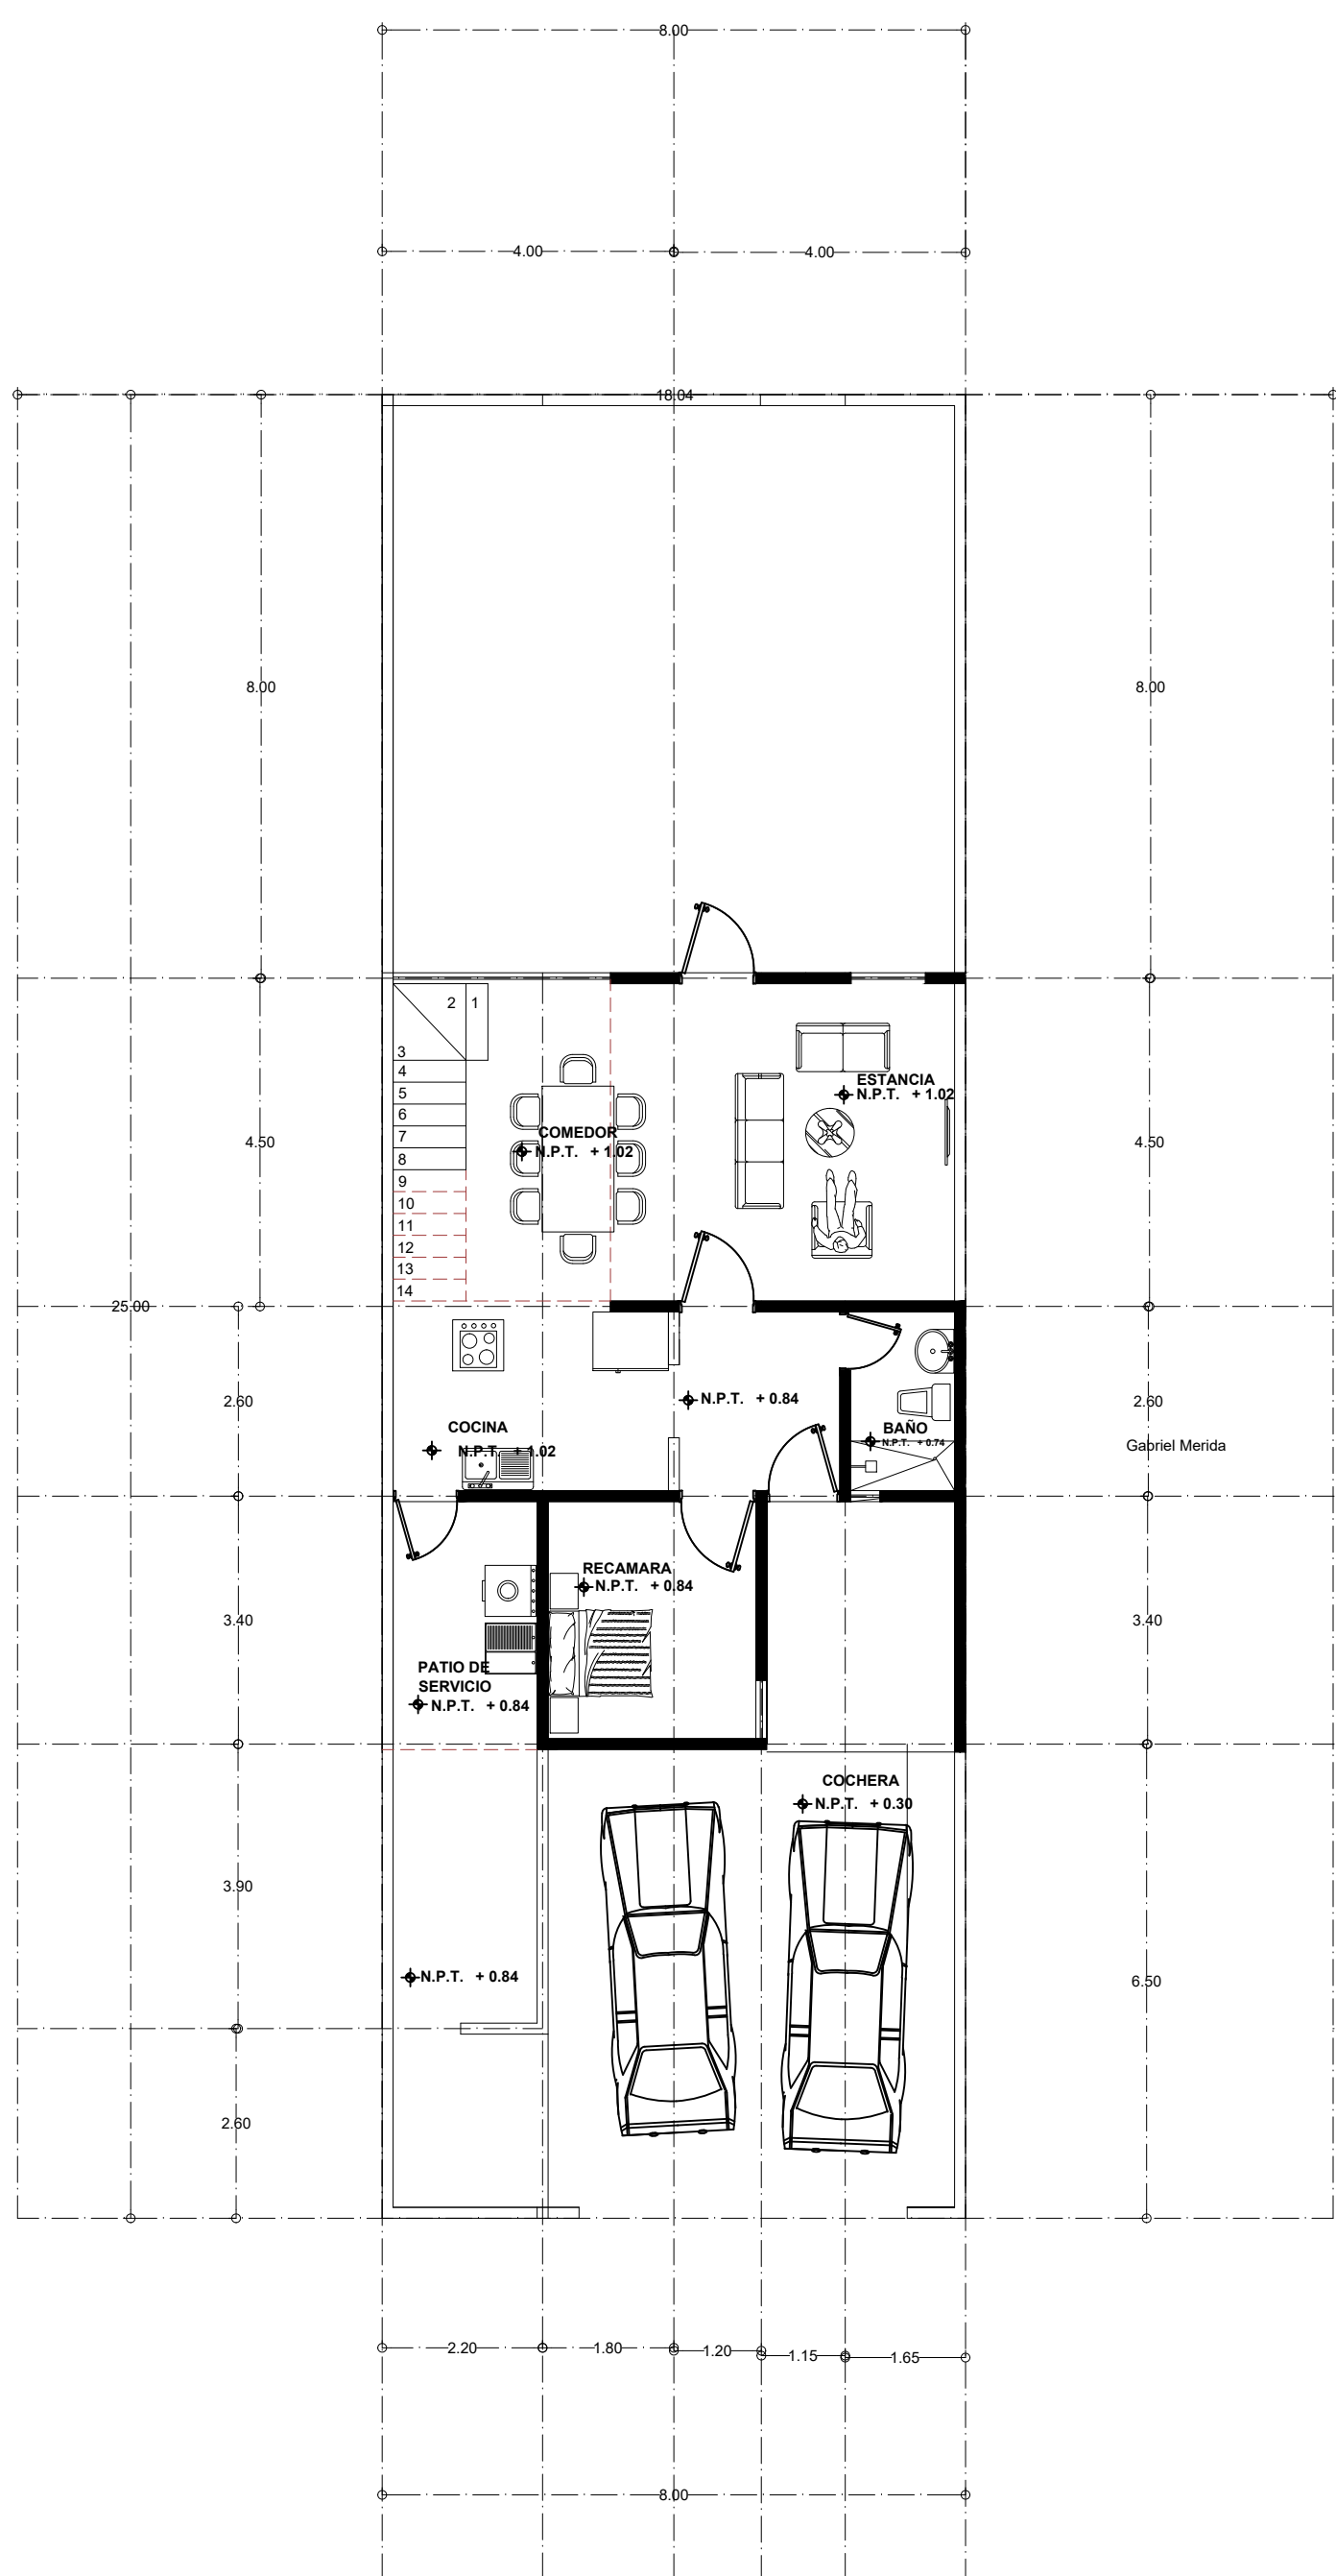 8.00
4.00
4.00
18.04
8.00
8.00
2 1
3
4
5
6
7
8
9
10
11
12
13
14
ESTANCIA
N.P.T. + 1.02
COMEDOR
N.P.T. + 1.02
4.50
4.50
25.00
2.60
N.P.T. + 0.84
2.60
COCINA
N.P.T. + 1.02
BAÑO
N.P.T. + 0.74
Gabriel Merida
RECAMARA
N.P.T. + 0.84
3.40
3.40
PATIO DE
SERVICIO
N.P.T. + 0.84
COCHERA
N.P.T. + 0.30
3.90
N.P.T. + 0.84
6.50
2.60
2.20
1.80
1.20
1.15
1.65
8.00